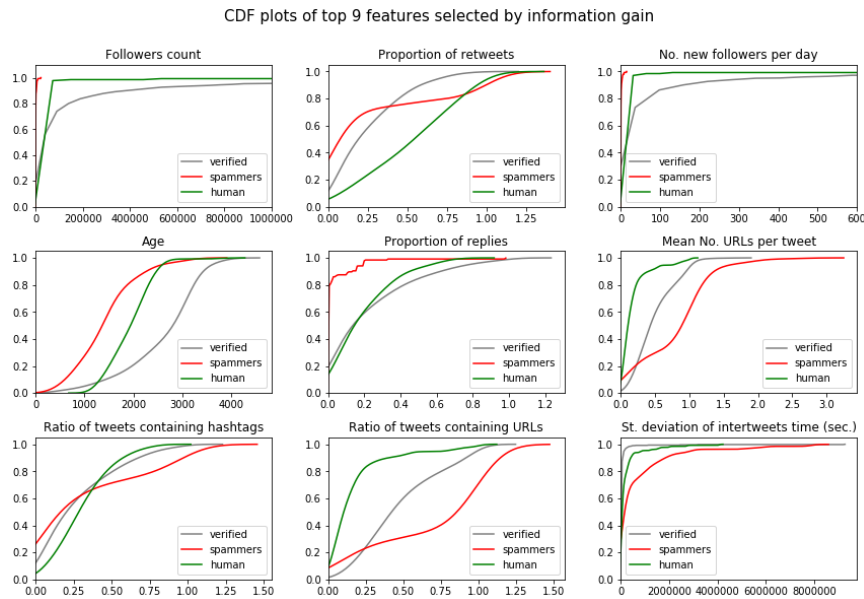 CDF plots of top 9 features selected by information gain
Followers count
1.0
0.8
0.6
0.4
0.2
0.0
verified
spammers
human
0 200000 400000 600000 800000 1000000
Proportion of retweets
1.0
0.8
0.6
0.4
0.2
0.0
verified
spammers
human
0.00 0.25 0.50 0.75 1.00 1.25
No. new followers per day
1.0
0.8
0.6
0.4
0.2
0.0
verified
spammers
human
0 100 200 300 400 500 600
Age
1.0
0.8
0.6
0.4
0.2
0.0
verified
spammers
human
0 1000 2000 3000 4000
Proportion of replies
1.0
0.8
0.6
0.4
0.2
0.0
verified
spammers
human
0.0 0.2 0.4 0.6 0.8 1.0 1.2
Mean No. URLs per tweet
1.0
0.8
0.6
0.4
0.2
0.0
verified
spammers
human
0.0 0.5 1.0 1.5 2.0 2.5 3.0
Ratio of tweets containing hashtags
1.0
0.8
0.6
0.4
0.2
0.0
verified
spammers
human
0.00 0.25 0.50 0.75 1.00 1.25 1.50
Ratio of tweets containing URLs
1.0
0.8
0.6
0.4
0.2
0.0
verified
spammers
human
0.00 0.25 0.50 0.75 1.00 1.25 1.50
St. deviation of intertweets time (sec.)
1.0
0.8
0.6
0.4
0.2
0.0
verified
spammers
human
0 2000000 4000000 6000000 8000000